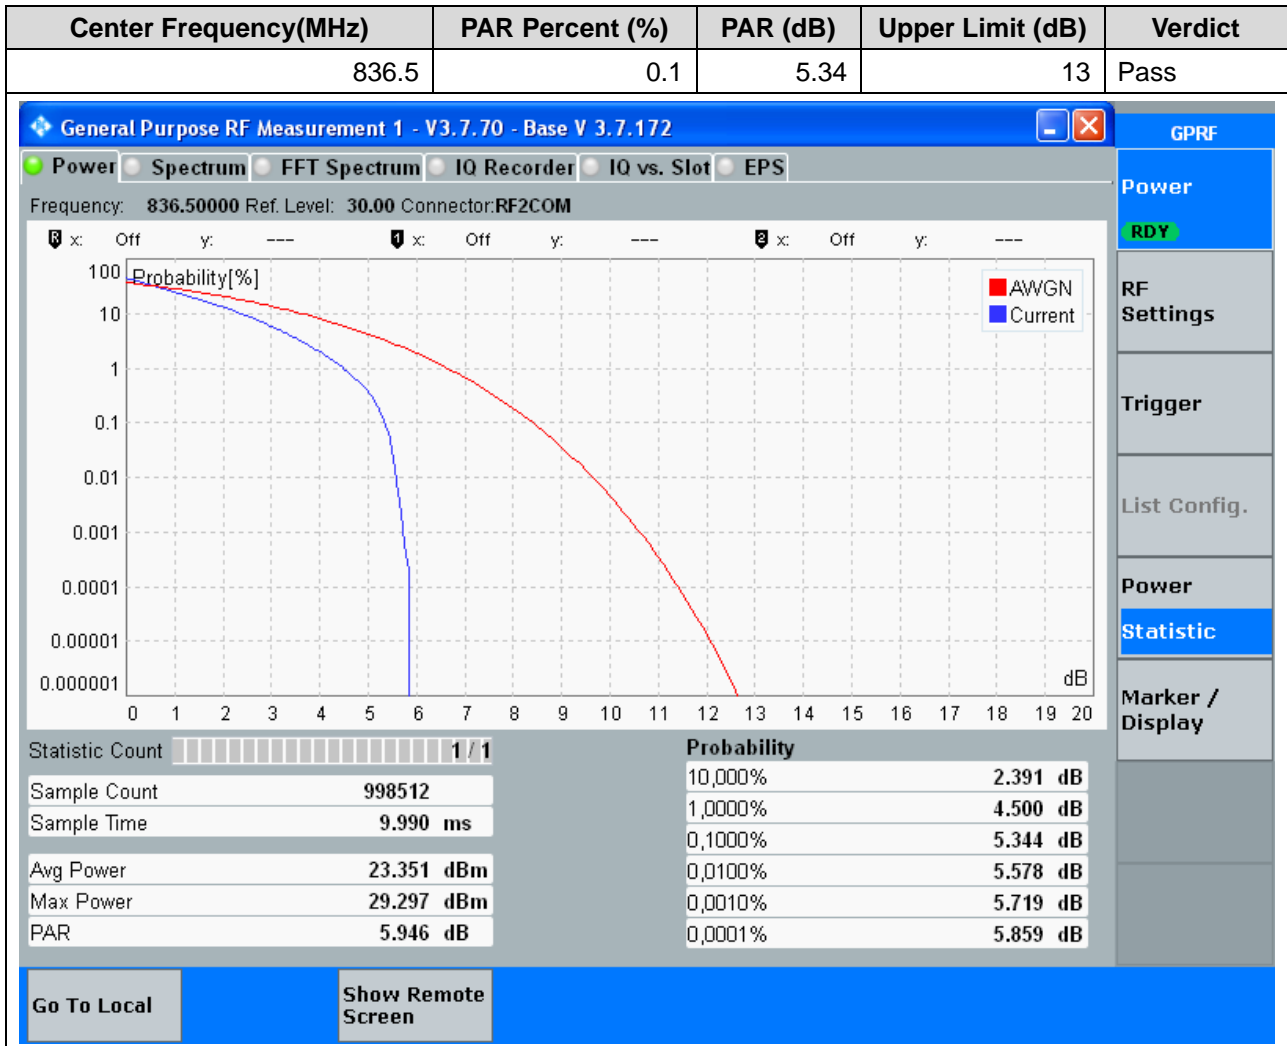 Center Frequency(MHz) PAR Percent (%) PAR (dB) Upper Limit (dB) Verdict
836.5 0.1 5.34 13 Pass
General Purpose RF Measurement 1 - V3.7.70 - Base V 3.7.172
GPRF
Power Spectrum FFT Spectrum IQ Recorder IQ vs. Slot EPS
Frequency: 836.50000 Ref. Level: 30.00 Connector:RF2COM
Power
RDY
R x: Off y: --- 1 x: Off y: --- 2 x: Off y: ---
Probability[%]
100
10
1
0.1
0.01
0.001
0.0001
0.00001
0.000001
AWGN
Current
dB
0 1 2 3 4 5 6 7 8 9 10 11 12 13 14 15 16 17 18 19 20
RF
Settings
Trigger
List Config.
Power
Statistic
Marker /
Display
Statistic Count 1 / 1
Sample Count 998512
Sample Time 9.990 ms
Avg Power 23.351 dBm
Max Power 29.297 dBm
PAR 5.946 dB
Probability
10,000% 2.391 dB
1,0000% 4.500 dB
0,1000% 5.344 dB
0,0100% 5.578 dB
0,0010% 5.719 dB
0,0001% 5.859 dB
Go To Local
Show Remote
Screen